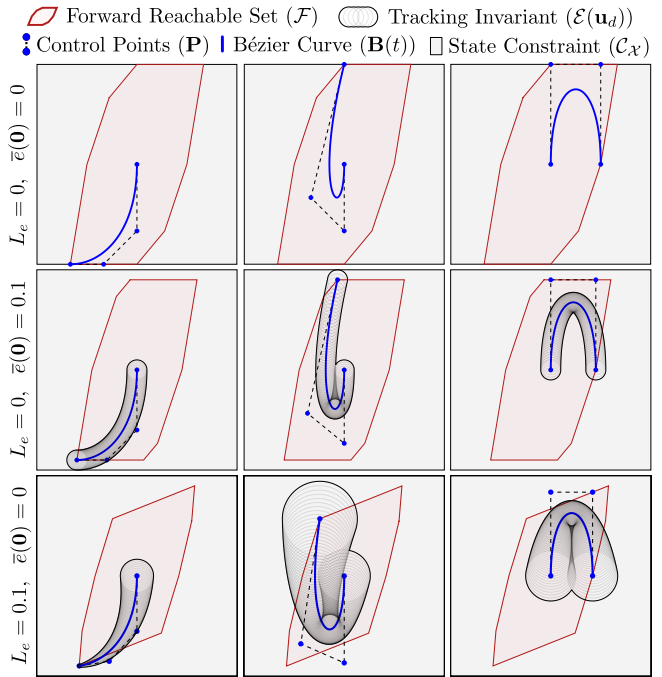 Forward Reachable Set (ℱ) Tracking Invariant (ℰ(𝐮_d))
Control Points (𝐏) Bézier Curve (𝐁(t)) State Constraint (𝒞_𝒳)
L_e = 0, e̅(𝟎) = 0
L_e = 0, e̅(𝟎) = 0.1
L_e = 0.1, e̅(𝟎) = 0